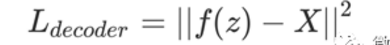 L_{decoder} = ||f(z) − X||^2